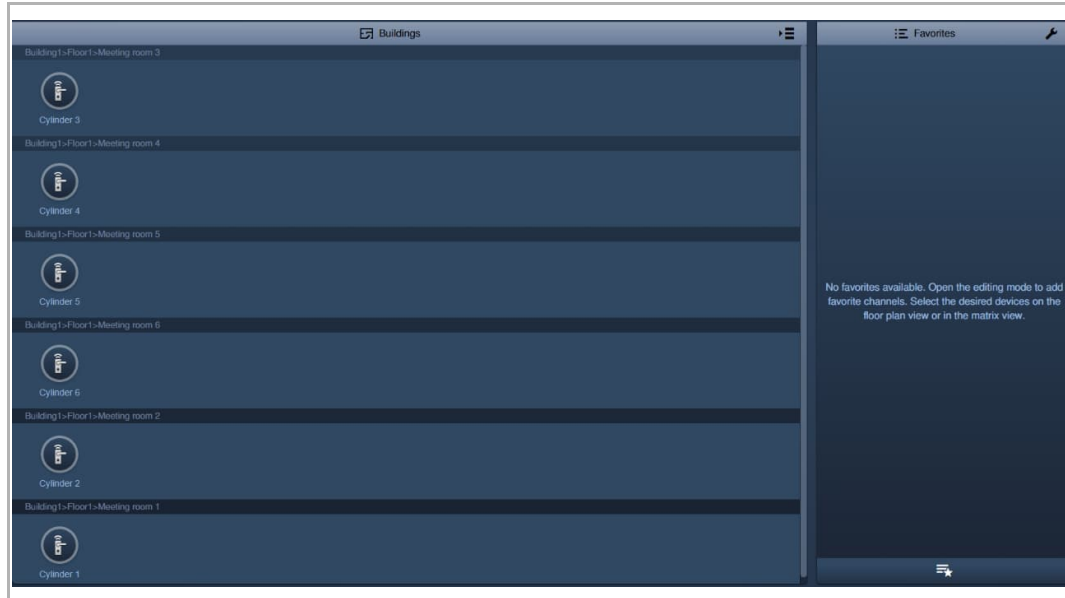 Buildings
Building1>Floor1>Meeting room 3
Cylinder 3
Building1>Floor1>Meeting room 4
Cylinder 4
Building1>Floor1>Meeting room 5
Cylinder 5
Building1>Floor1>Meeting room 6
Cylinder 6
Building1>Floor1>Meeting room 2
Cylinder 2
Building1>Floor1>Meeting room 1
Cylinder 1
Favorites
No favorites available. Open the editing mode to add
favorite channels. Select the desired devices on the
floor plan view or in the matrix view.